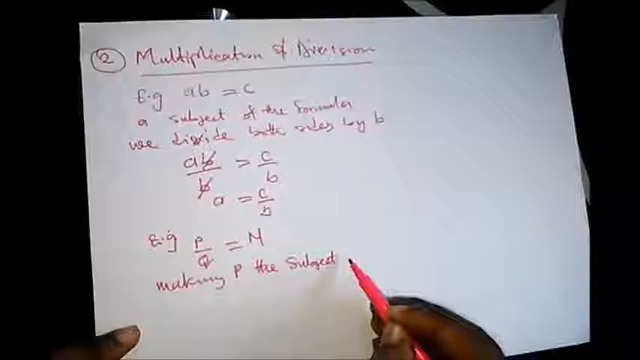 2 Multiplication & Division
E.g ab = c
a subject of the formula
we divide both sides by b
ab/b = c/b
a = c/b
E.g P/Q = M
making P the Subject